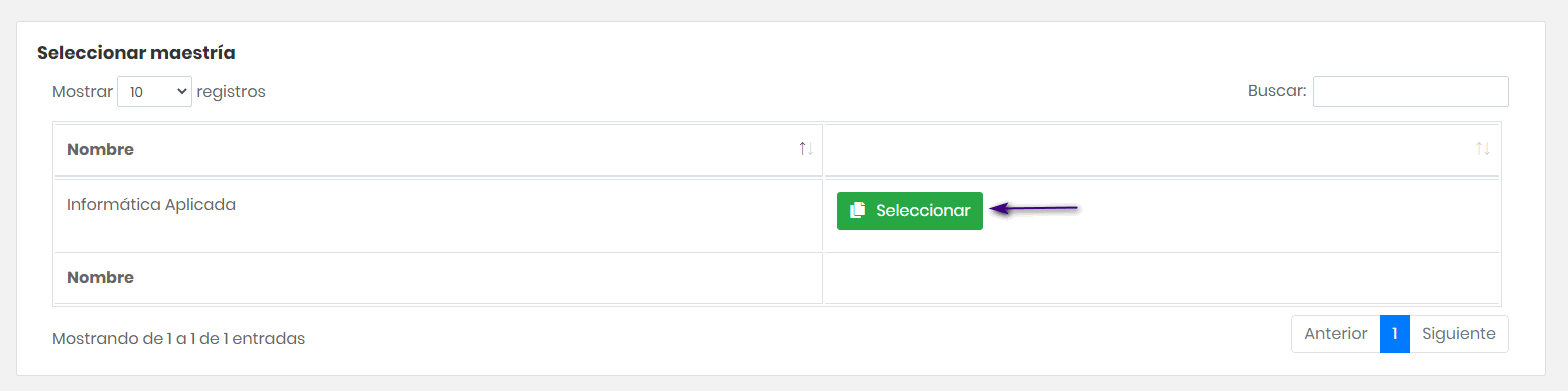 Seleccionar maestría
Mostrar 10 registros
Buscar:
Nombre
Informática Aplicada
Seleccionar
Nombre
Mostrando de 1 a 1 de 1 entradas
Anterior 1 Siguiente